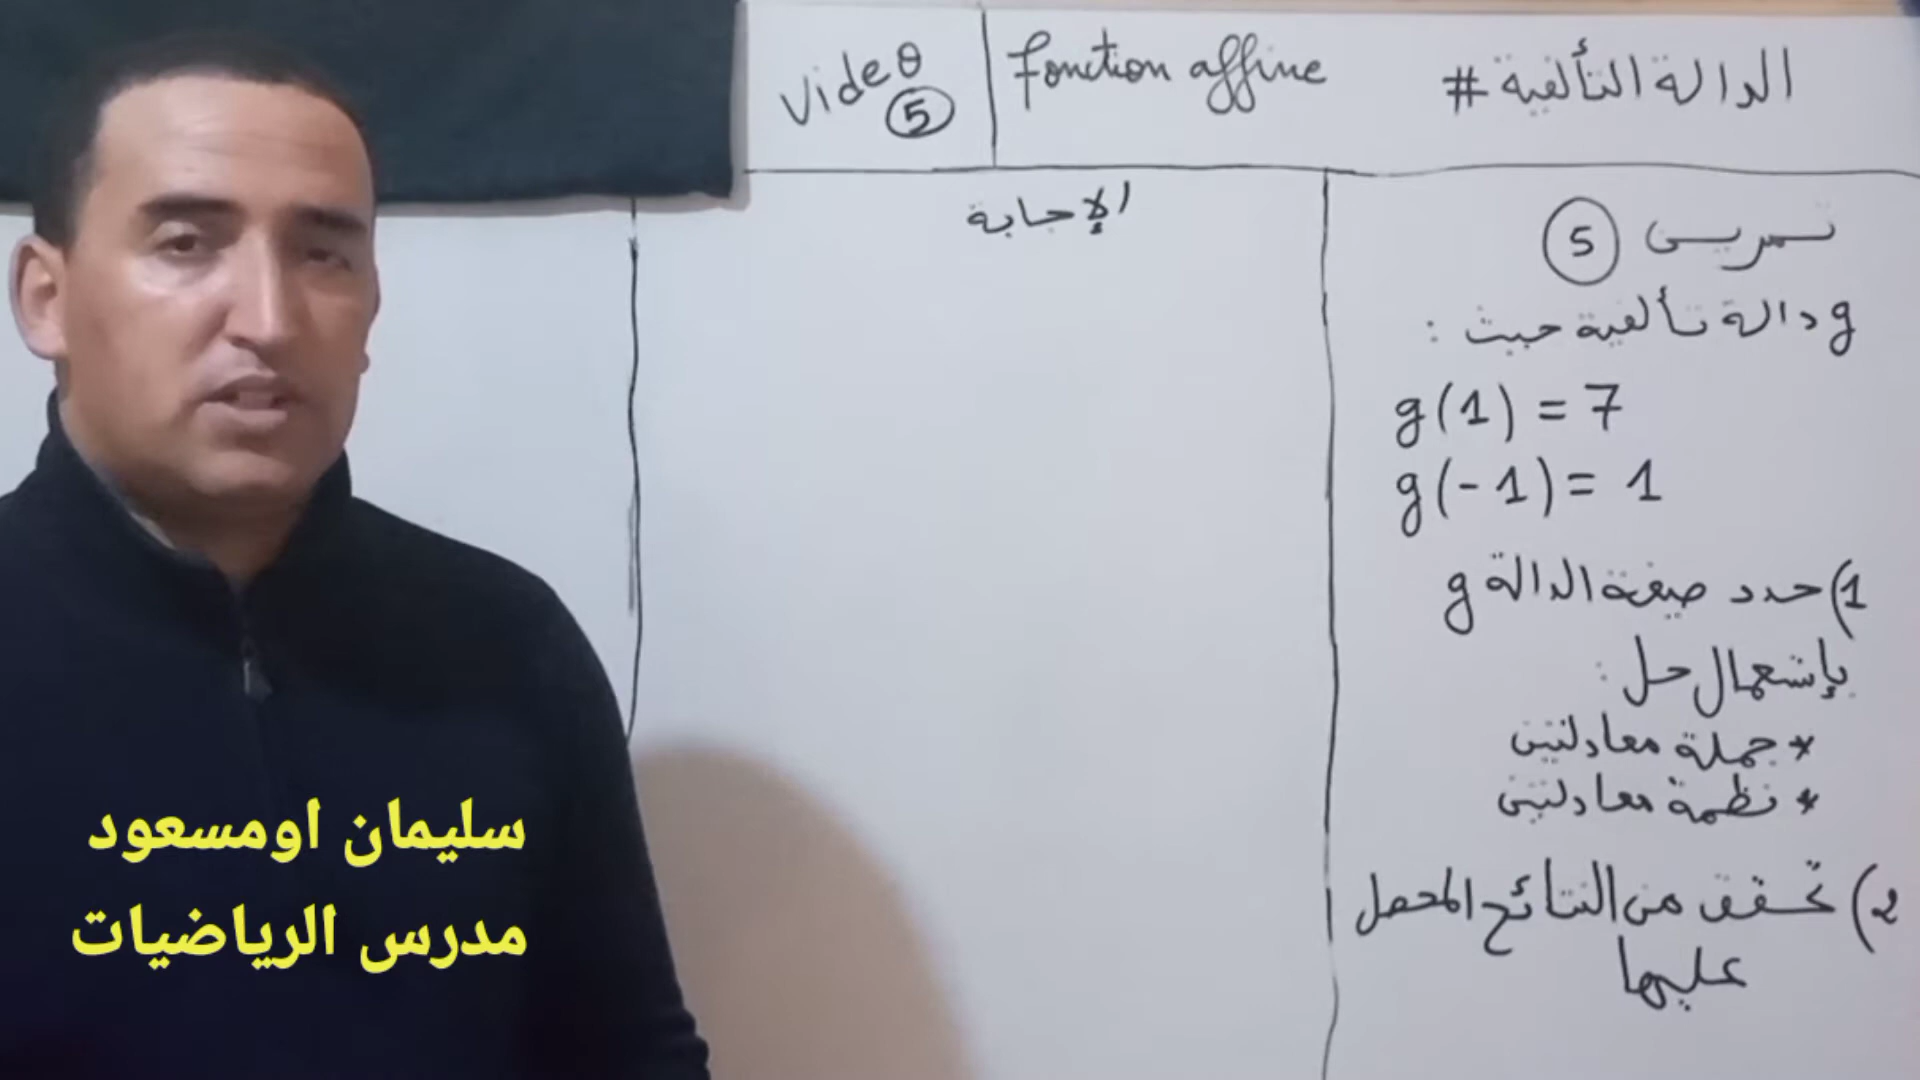 الدالة التألفية #
Fonction affine
Video 5
تمرين 5
g دالة تألفية حيث :
g(1) = 7
g(-1) = 1
1) حدد صيغة الدالة g
بإستعمال حل :
* جملة معادلتين
* نظمة معادلتين
2) تحقق من النتائج المحصل
عليها
الإجابة
سليمان اومسعود
مدرس الرياضيات